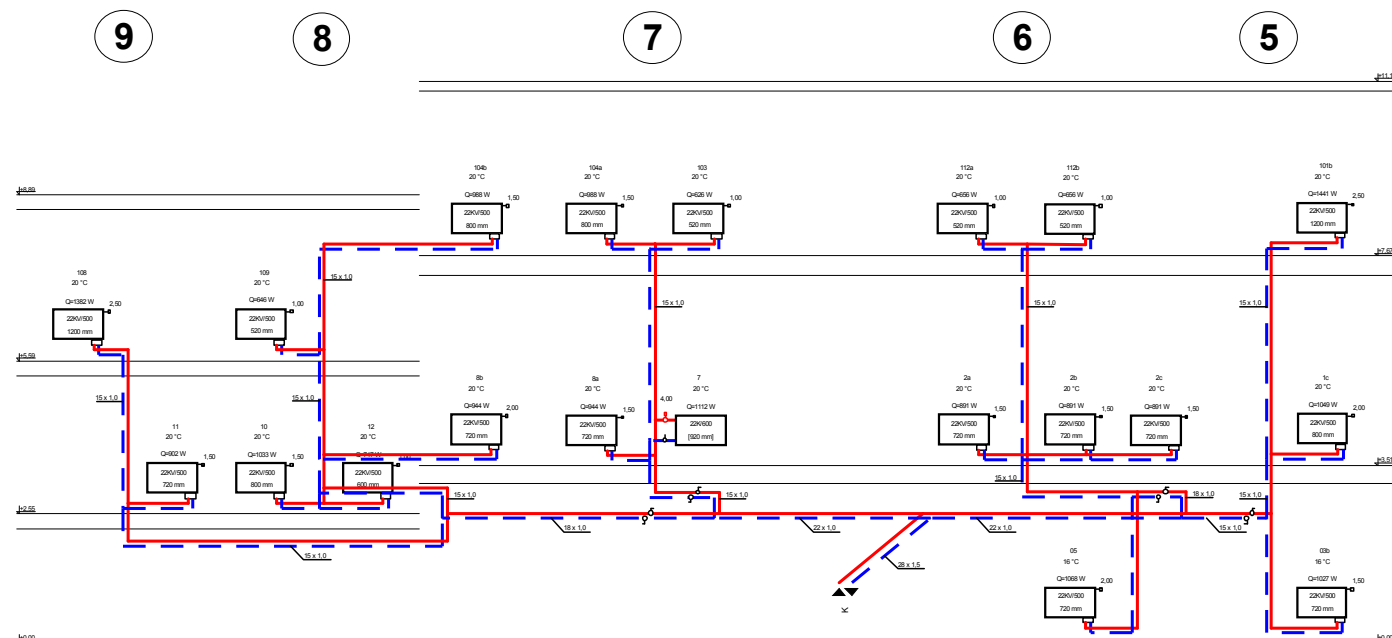 9
8
7
6
5
+11,1
104b
20 °C
Q=988 W
1,50
22KV/500
800 mm
104a
20 °C
Q=988 W
1,50
22KV/500
800 mm
103
20 °C
Q=626 W
1,00
22KV/500
520 mm
112a
20 °C
Q=656 W
1,00
22KV/500
520 mm
112b
20 °C
Q=656 W
1,00
22KV/500
520 mm
101b
20 °C
Q=1441 W
2,50
22KV/500
1200 mm
+8,89
+7,67
108
20 °C
Q=1382 W
2,50
22KV/500
1200 mm
109
20 °C
Q=646 W
1,00
22KV/500
520 mm
15 x 1,0
15 x 1,0
15 x 1,0
15 x 1,0
+5,59
15 x 1,0
15 x 1,0
8b
20 °C
Q=944 W
2,00
22KV/500
720 mm
8a
20 °C
Q=944 W
1,50
22KV/500
720 mm
7
20 °C
4,00
Q=1112 W
22K/600
[920 mm]
2a
20 °C
Q=891 W
1,50
22KV/500
720 mm
2b
20 °C
Q=891 W
1,50
22KV/500
720 mm
2c
20 °C
Q=891 W
1,50
22KV/500
720 mm
1c
20 °C
Q=1049 W
2,00
22KV/500
800 mm
11
20 °C
Q=902 W
1,50
22KV/500
720 mm
10
20 °C
Q=1033 W
1,50
22KV/500
800 mm
12
20 °C
22KV/500
600 mm
+3,51
15 x 1,0
15 x 1,0
15 x 1,0
18 x 1,0
15 x 1,0
+2,55
18 x 1,0
22 x 1,0
22 x 1,0
15 x 1,0
15 x 1,0
28 x 1,5
K
05
16 °C
Q=1068 W
2,00
22KV/500
720 mm
03b
16 °C
Q=1027 W
1,50
22KV/500
720 mm